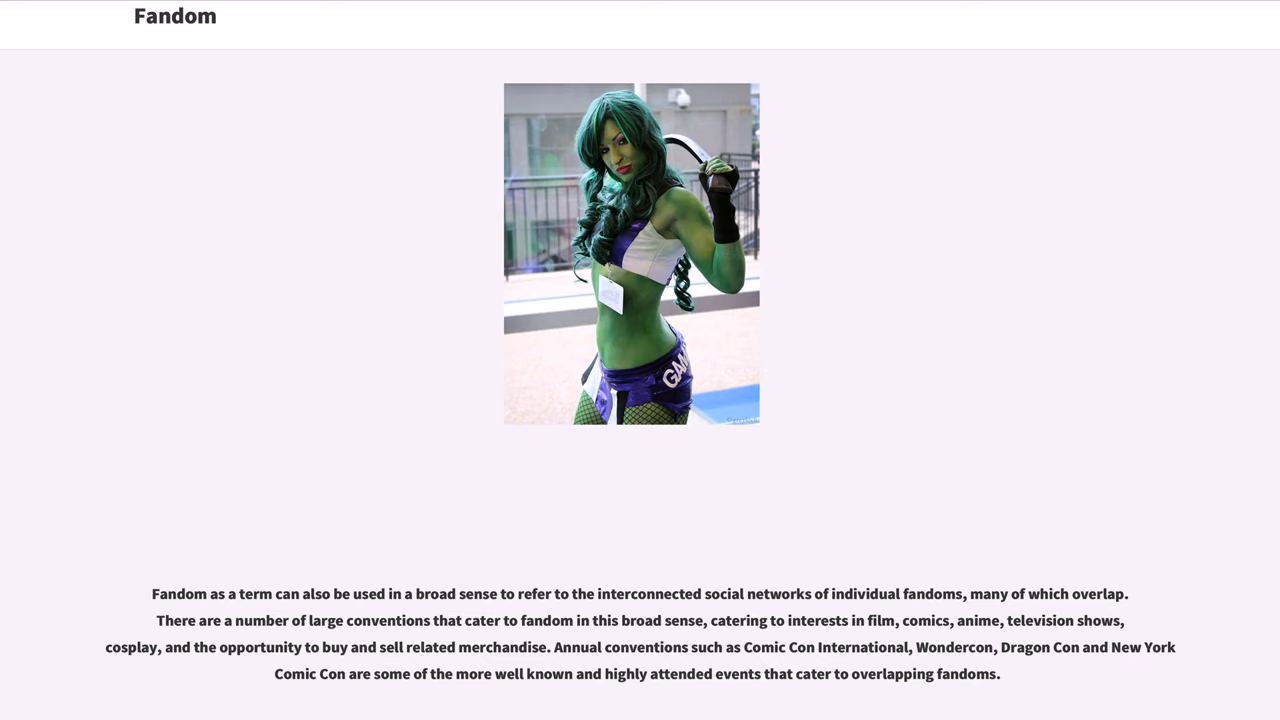 Fandom
GAM
Fandom as a term can also be used in a broad sense to refer to the interconnected social networks of individual fandoms, many of which overlap.
There are a number of large conventions that cater to fandom in this broad sense, catering to interests in film, comics, anime, television shows,
cosplay, and the opportunity to buy and sell related merchandise. Annual conventions such as Comic Con International, Wondercon, Dragon Con and New York
Comic Con are some of the more well known and highly attended events that cater to overlapping fandoms.